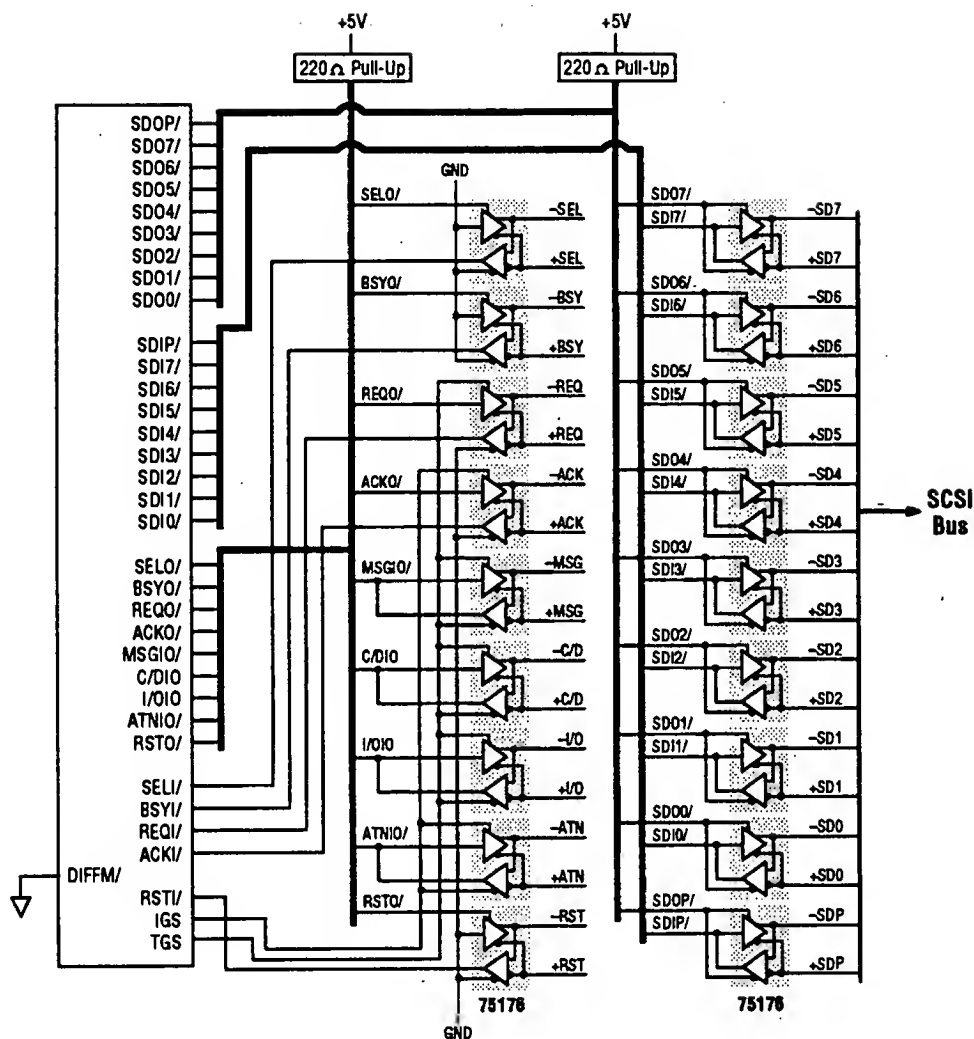 +5V
+5V
220 Ω Pull-Up
220 Ω Pull-Up
SDOP/
SDO7/
SDO6/
SDO5/
SDO4/
SDO3/
SDO2/
SDO1/
SDO0/
SDIP/
SDI7/
SDI6/
SDI5/
SDI4/
SDI3/
SDI2/
SDI1/
SDI0/
SELO/
BSYO/
REQO/
ACKO/
MSGIO/
C/DIO
I/OIO
ATNIO/
RSTO/
SELI/
BSYI/
REQI/
ACKI/
DIFFM/
RSTI/
IGS
TGS
GND
SELO/
–SEL
+SEL
BSYO/
–BSY
+BSY
REQO/
–REQ
+REQ
ACKO/
–ACK
+ACK
MSGIO/
–MSG
+MSG
C/DIO
–C/D
+C/D
I/OIO
–I/O
+I/O
ATNIO/
–ATN
+ATN
RSTO/
–RST
+RST
75176
GND
SDO7/
SDI7/
–SD7
+SD7
SDO6/
SDI6/
–SD6
+SD6
SDO5/
SDI5/
–SD5
+SD5
SDO4/
SDI4/
–SD4
+SD4
SDO3/
SDI3/
–SD3
+SD3
SDO2/
SDI2/
–SD2
+SD2
SDO1/
SDI1/
–SD1
+SD1
SDO0/
SDI0/
–SD0
+SD0
SDOP/
SDIP/
–SDP
+SDP
75176
SCSI
Bus